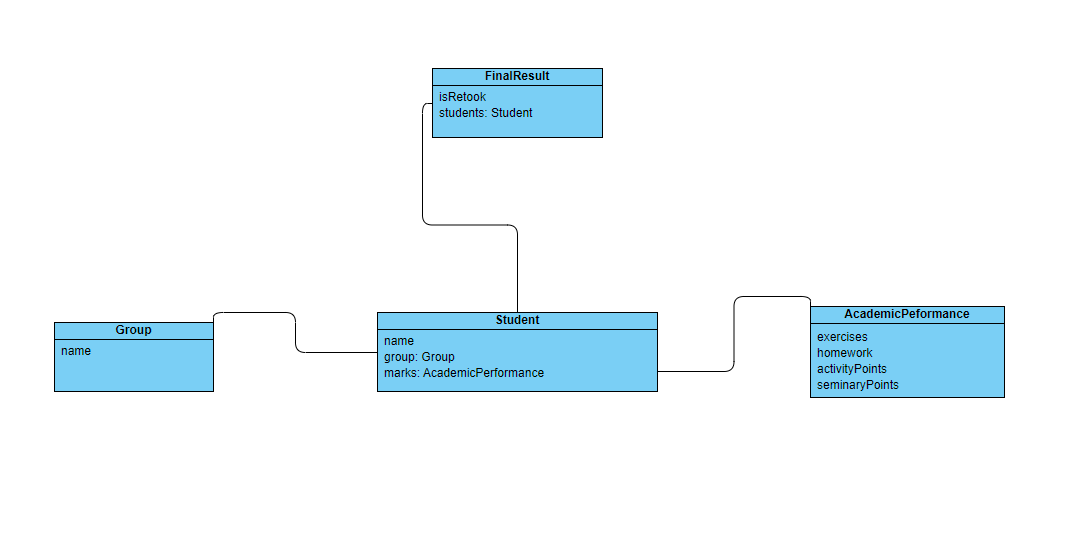 FinalResult
isRetook
students: Student
Group
name
Student
name
group: Group
marks: AcademicPerformance
AcademicPeformance
exercises
homework
activityPoints
seminaryPoints